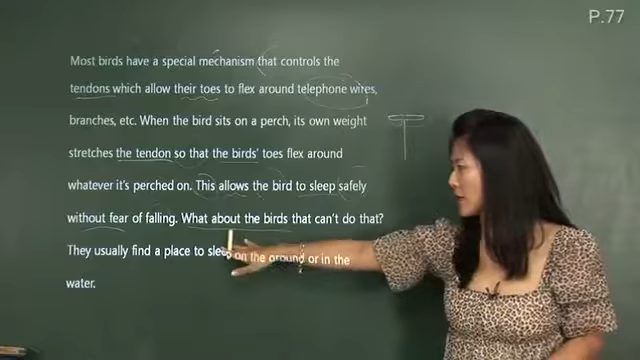 P.77
Most birds have a special mechanism that controls the
tendons which allow their toes to flex around telephone wires,
branches, etc. When the bird sits on a perch, its own weight
stretches the tendon so that the birds' toes flex around
whatever it's perched on. This allows the bird to sleep safely
without fear of falling. What about the birds that can't do that?
They usually find a place to sleep on the ground or in the
water.